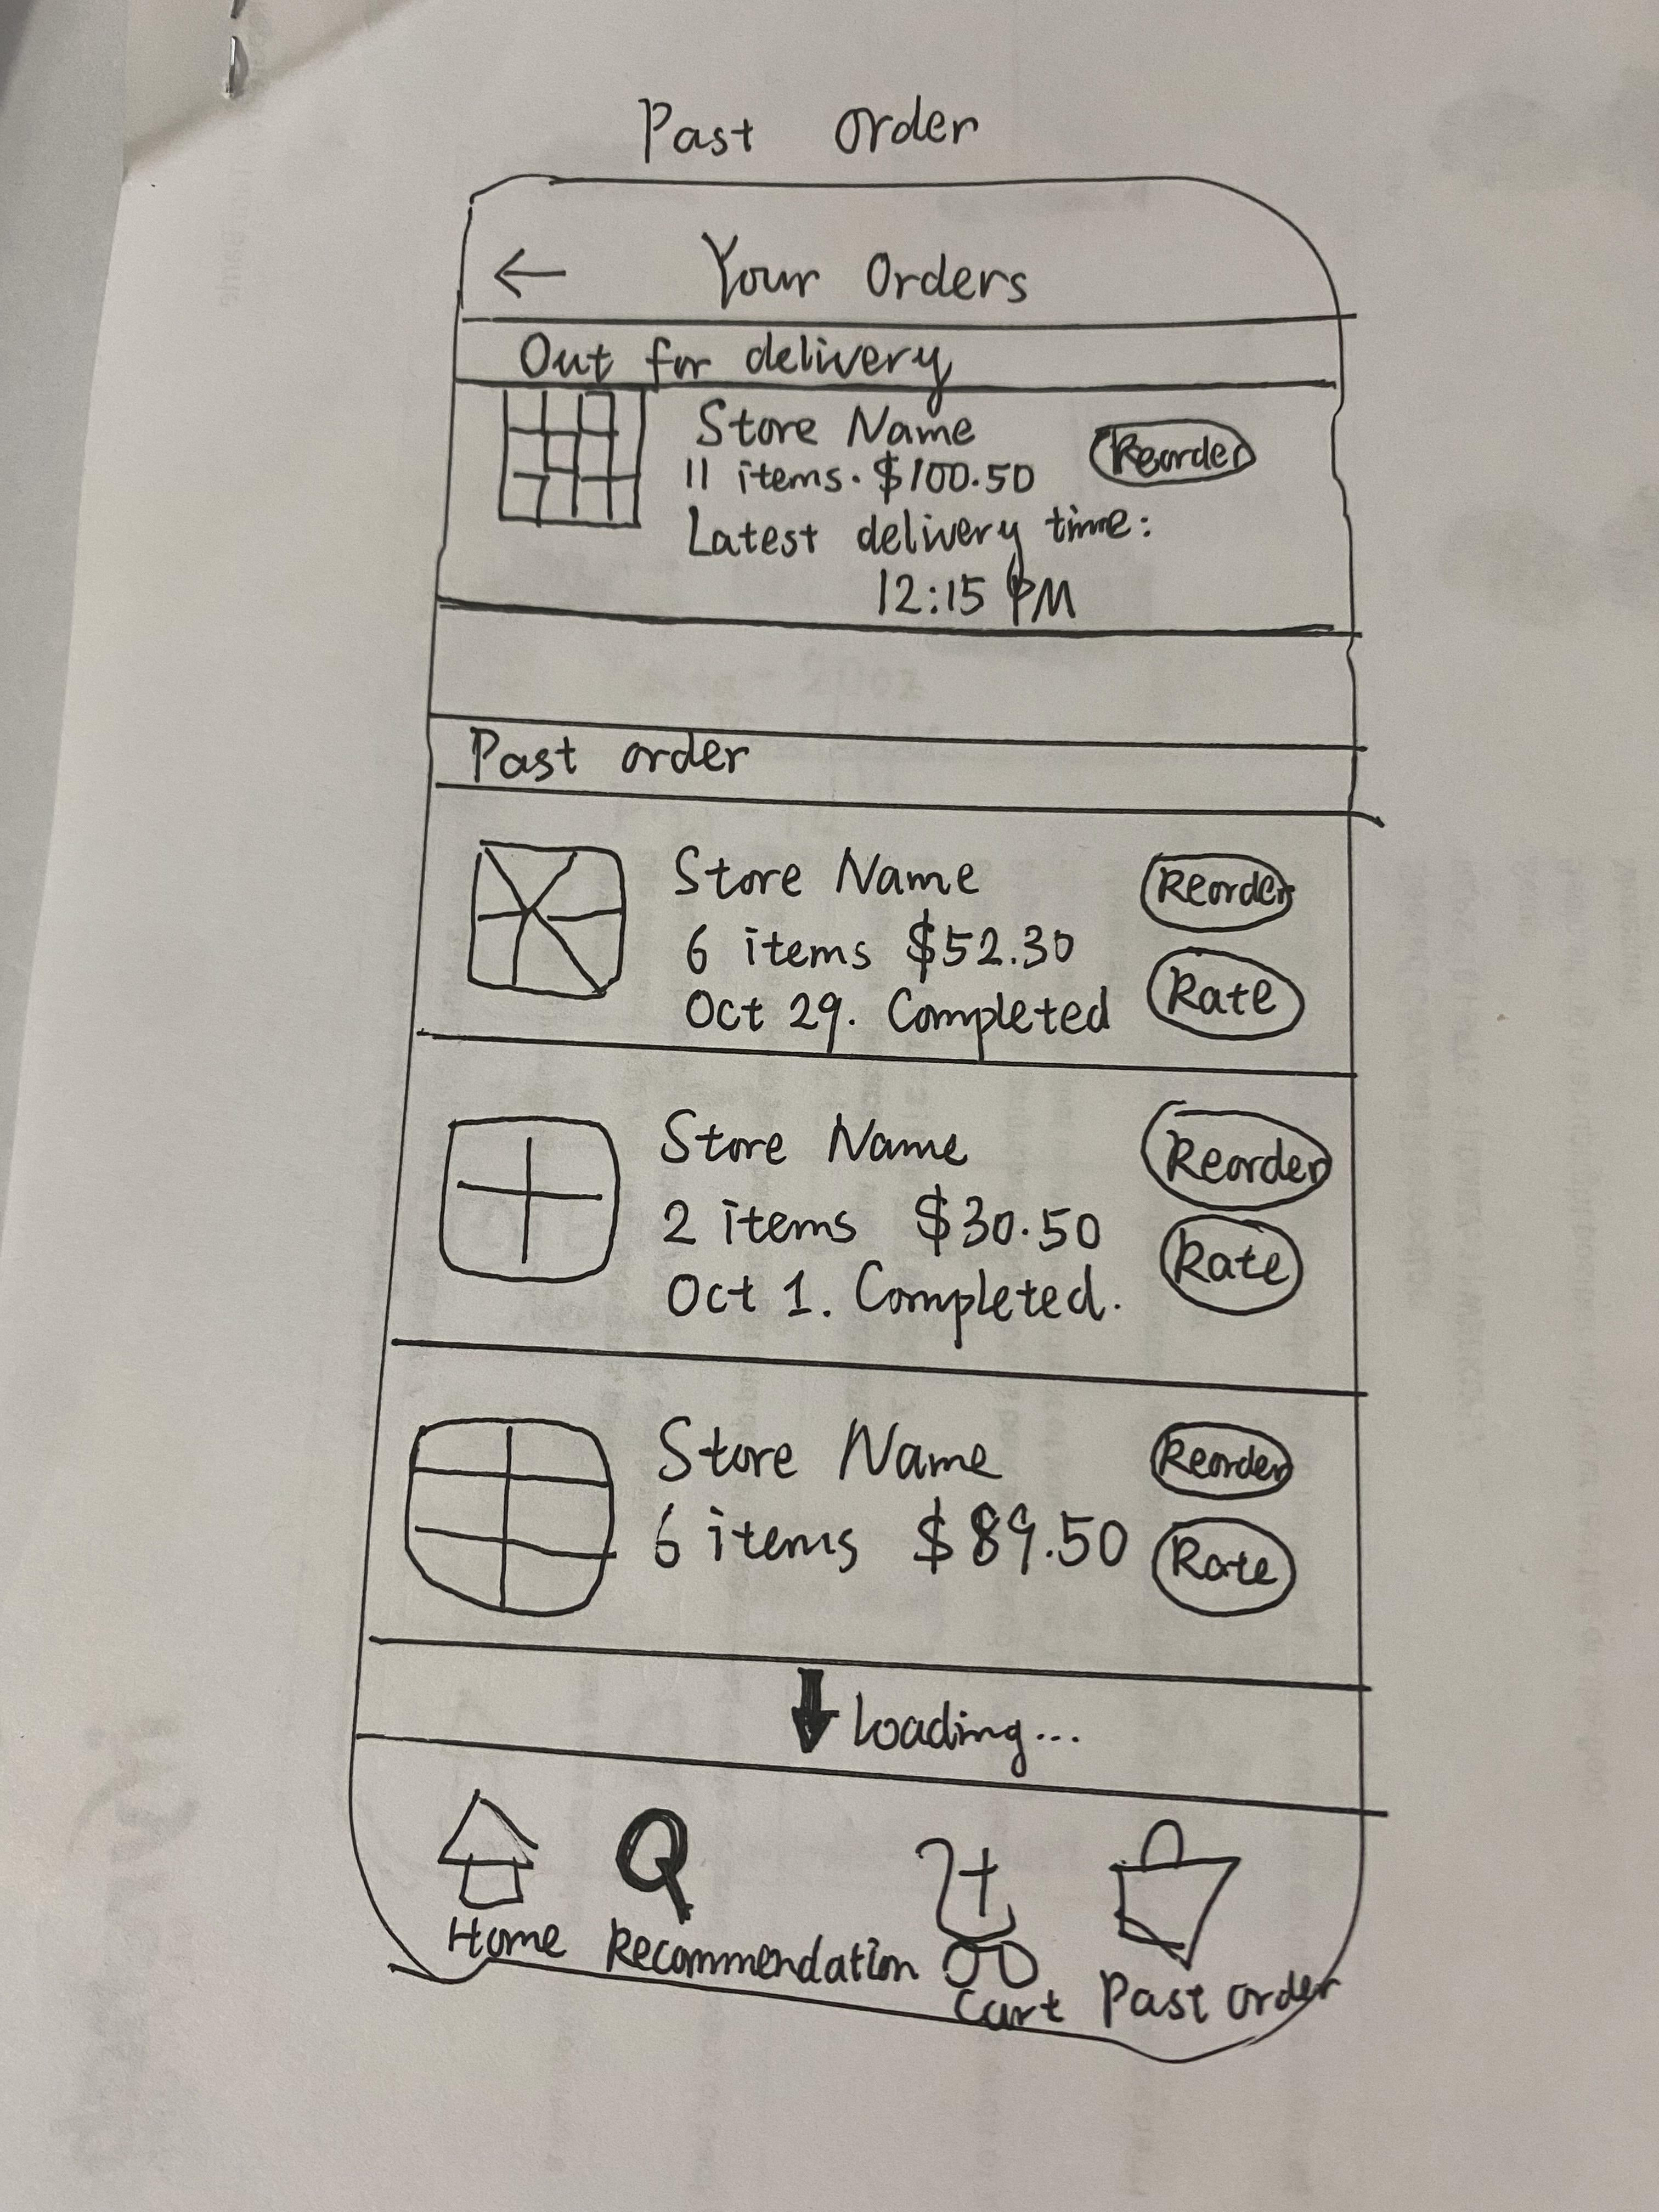 Past order
Your Orders
Out for delivery
Store Name
Reorder
11 items. $100.50
Latest delivery time:
12:15 PM
Past order
Store Name
Reorder
6 items $52.30
Rate
Oct 29. Completed
Store Name
Reorder
2 items $30.50
Rate
Oct 1. Completed.
Store Name
Reorder
6 items $89.50
Rate
Loading...
Home Recommendation Cart Past order